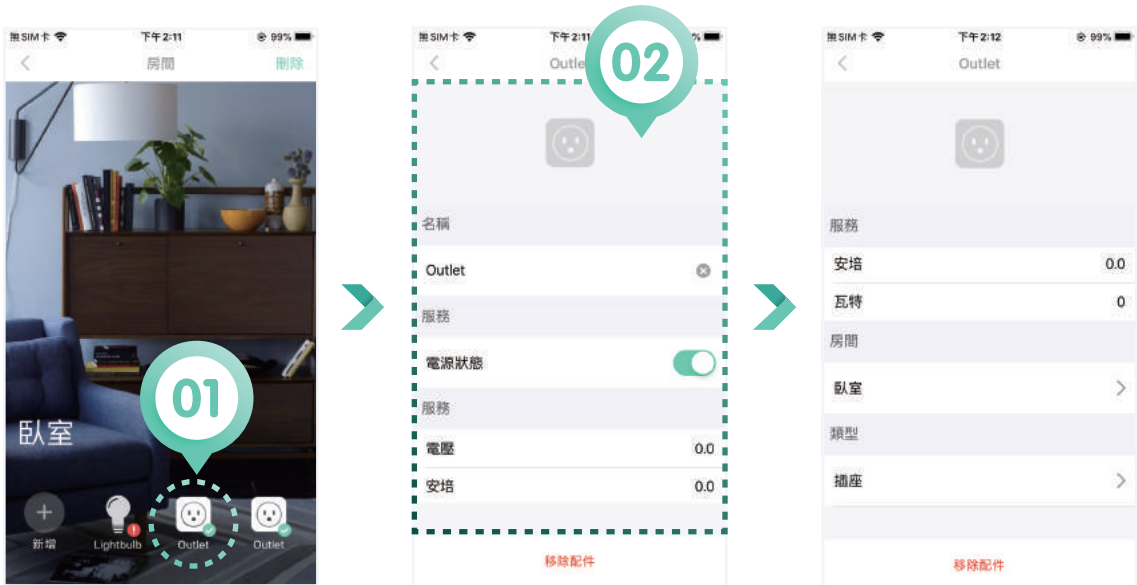 無SIM卡 下午2:11 99%
房間 刪除
臥室
01
新增 Lightbulb Outlet Outlet
無SIM卡 下午2:11 %
Outle
02
名稱
Outlet
服務
電源狀態
服務
電壓 0.0
安培 0.0
移除配件
無SIM卡 下午2:12 99%
Outlet
服務
安培 0.0
瓦特 0
房間
臥室
類型
插座
移除配件